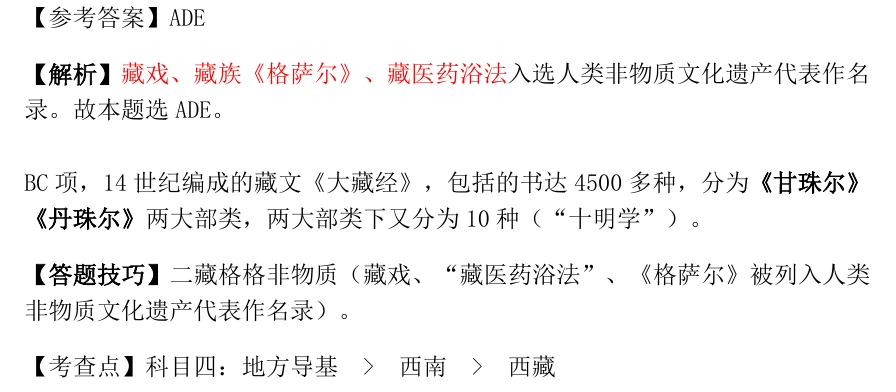 【参考答案】ADE
【解析】藏戏、藏族《格萨尔》、藏医药浴法入选人类非物质文化遗产代表作名
录。故本题选 ADE。
BC 项，14 世纪编成的藏文《大藏经》，包括的书达 4500 多种，分为《甘珠尔》
《丹珠尔》两大部类，两大部类下又分为 10 种（“十明学”）。
【答题技巧】二藏格格非物质（藏戏、“藏医药浴法”、《格萨尔》被列入人类
非物质文化遗产代表作名录）。
【考查点】科目四：地方导基 > 西南 > 西藏